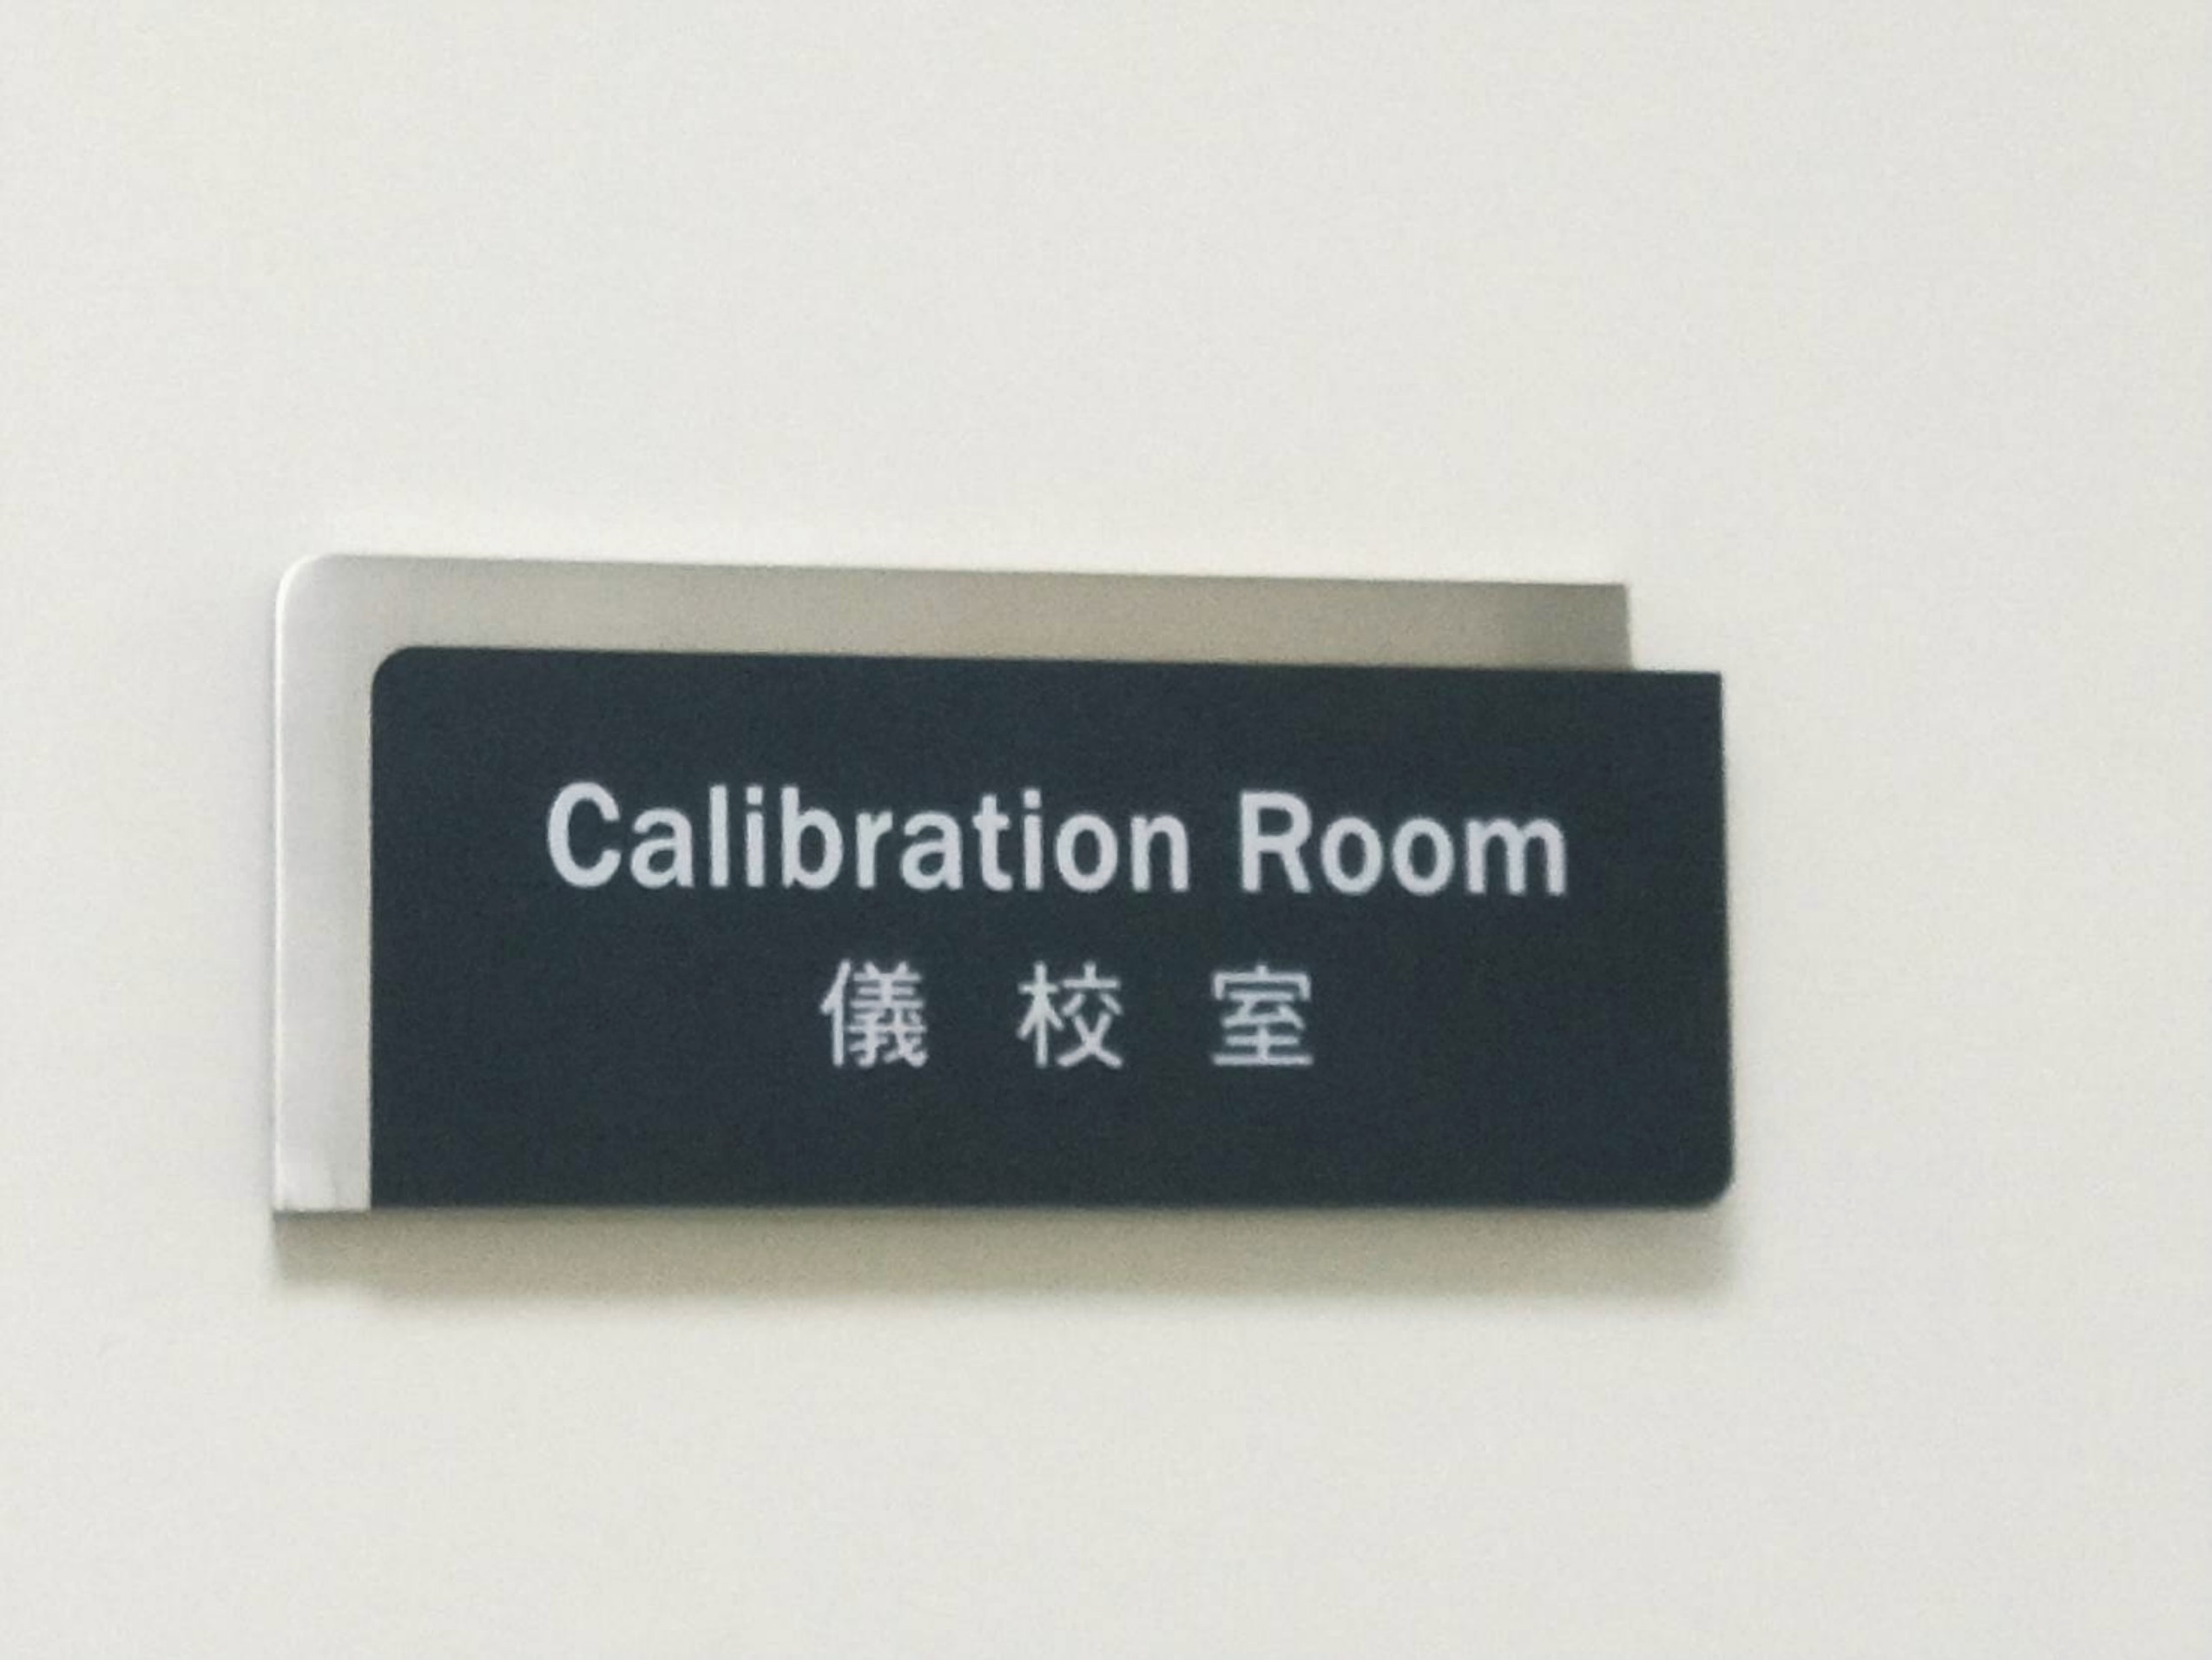 Calibration Room
儀校室